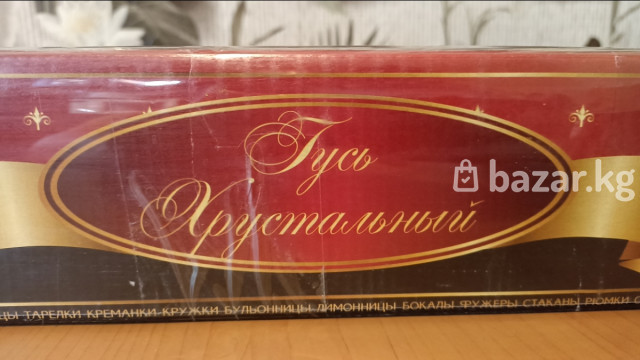 Гусь
Хрустальный
bazar.kg
ТАРЕЛКИ КРЕМАНКИ КРУЖКИ БУЛЬОННИЦЫ ЛИМОННИЦЫ БОКАЛЫ ФУЖЕРЫ СТАКАНЫ РЮМКИ